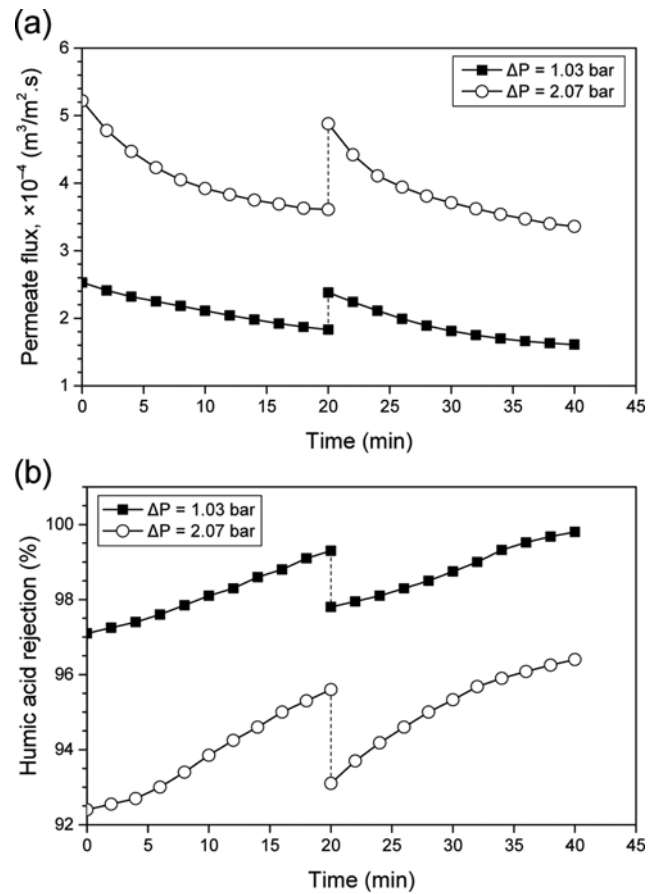 (a)
6
5
4
3
2
1
Permeate flux, ×10⁻⁴ (m³/m².s)
ΔP = 1.03 bar
ΔP = 2.07 bar
0 5 10 15 20 25 30 35 40 45
Time (min)
(b)
100
98
96
93
92
Humic acid rejection (%)
ΔP = 1.03 bar
ΔP = 2.07 bar
0 5 10 15 20 25 30 35 40 45
Time (min)